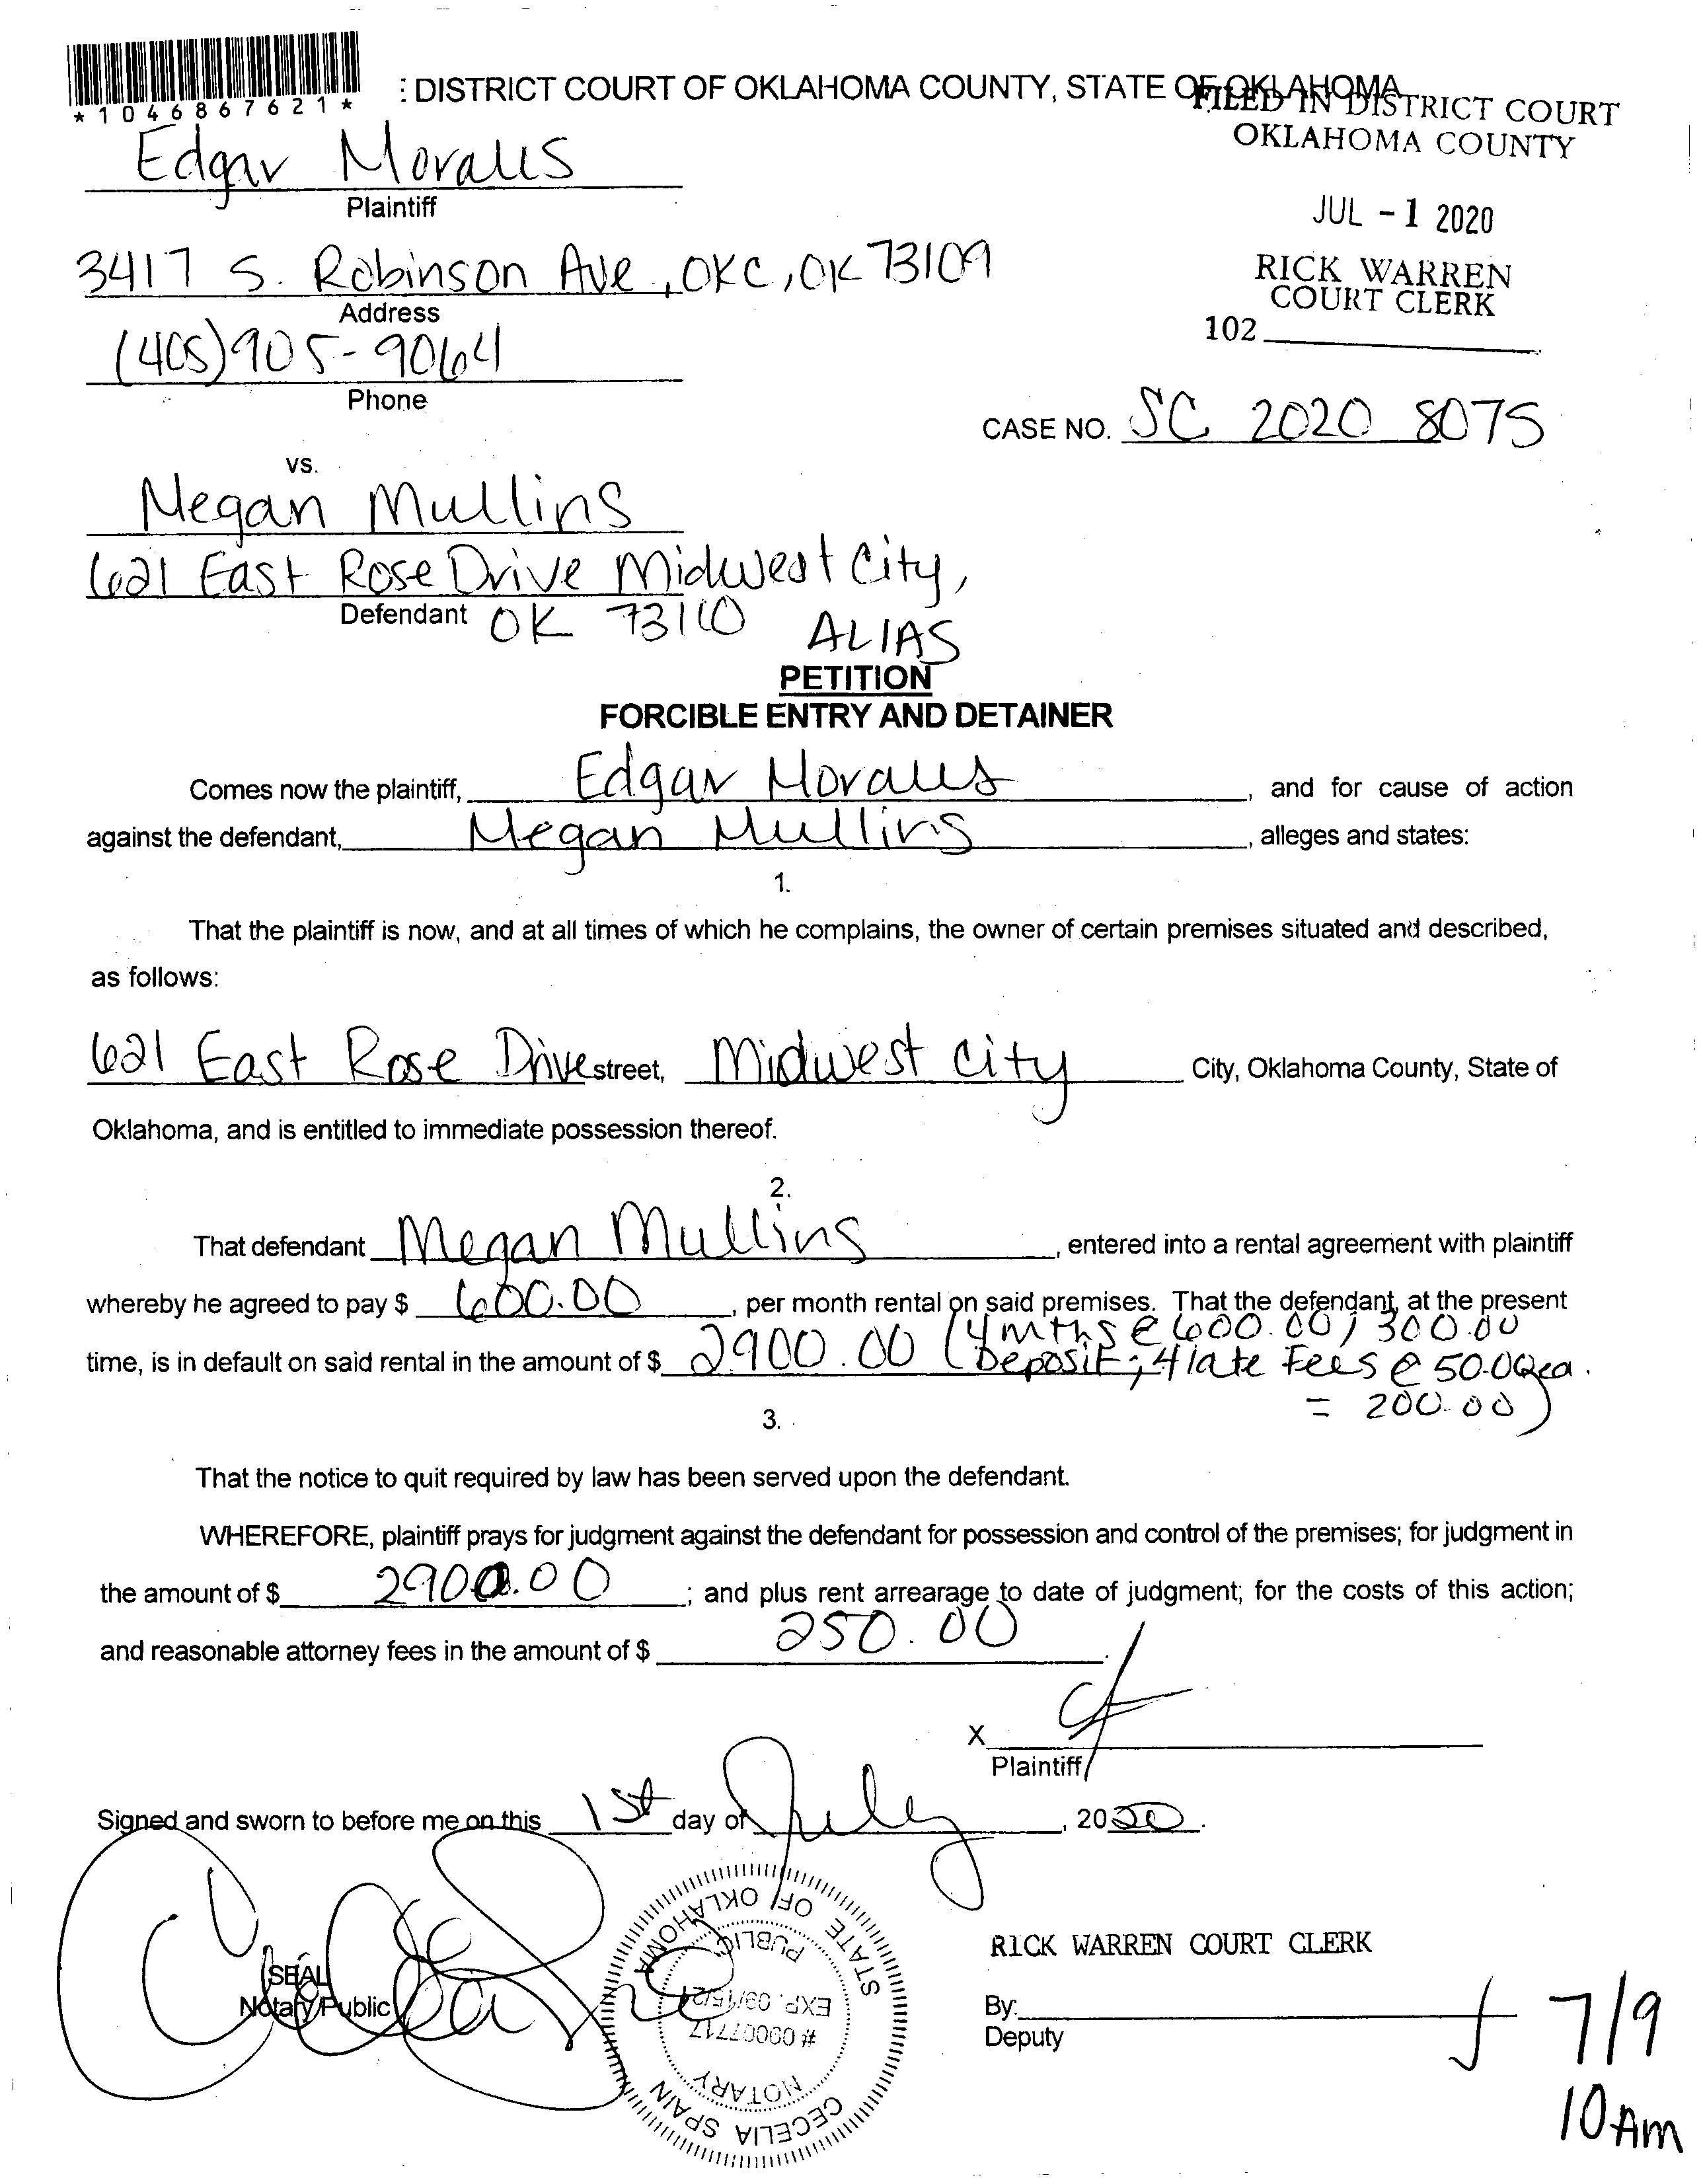 *1046867621*
: DISTRICT COURT OF OKLAHOMA COUNTY, STATE OF OKLAHOMA
FILED IN DISTRICT COURT
OKLAHOMA COUNTY
Edgar Morales
Plaintiff
JUL - 1 2020
3417 S. Robinson Ave, OKC, OK 73109
Address
RICK WARREN
COURT CLERK
102
(405)905-9064
Phone
CASE NO. SC 2020 8075
vs.
Megan Mullins
621 East Rose Drive Midwest City,
Defendant OK 73110
ALIAS
PETITION
FORCIBLE ENTRY AND DETAINER
Comes now the plaintiff, Edgar Morales, and for cause of action
against the defendant, Megan Mullins, alleges and states:
1.
That the plaintiff is now, and at all times of which he complains, the owner of certain premises situated and described,
as follows:
621 East Rose Drive street, Midwest City City, Oklahoma County, State of
Oklahoma, and is entitled to immediate possession thereof.
2.
That defendant Megan Mullins, entered into a rental agreement with plaintiff
whereby he agreed to pay $ 600.00, per month rental on said premises. That the defendant, at the present
time, is in default on said rental in the amount of $ 2900.00 (4 mths @ 600.00; 300.00
Deposit; 4 late Fees @ 50.00 ea.
= 200.00)
3.
That the notice to quit required by law has been served upon the defendant.
WHEREFORE, plaintiff prays for judgment against the defendant for possession and control of the premises; for judgment in
the amount of $ 2900.00; and plus rent arrearage to date of judgment; for the costs of this action;
and reasonable attorney fees in the amount of $ 250.00.
X
Plaintiff
Signed and sworn to before me on this 1st day of July, 2020.
(SEAL
Notary Public
STATE OF OKLAHOMA
PUBLIC
EXP. 09/15/21
# 00007717
NOTARY
CECELIA SPAIN
RICK WARREN COURT CLERK
By:
Deputy
7/9
10 Am